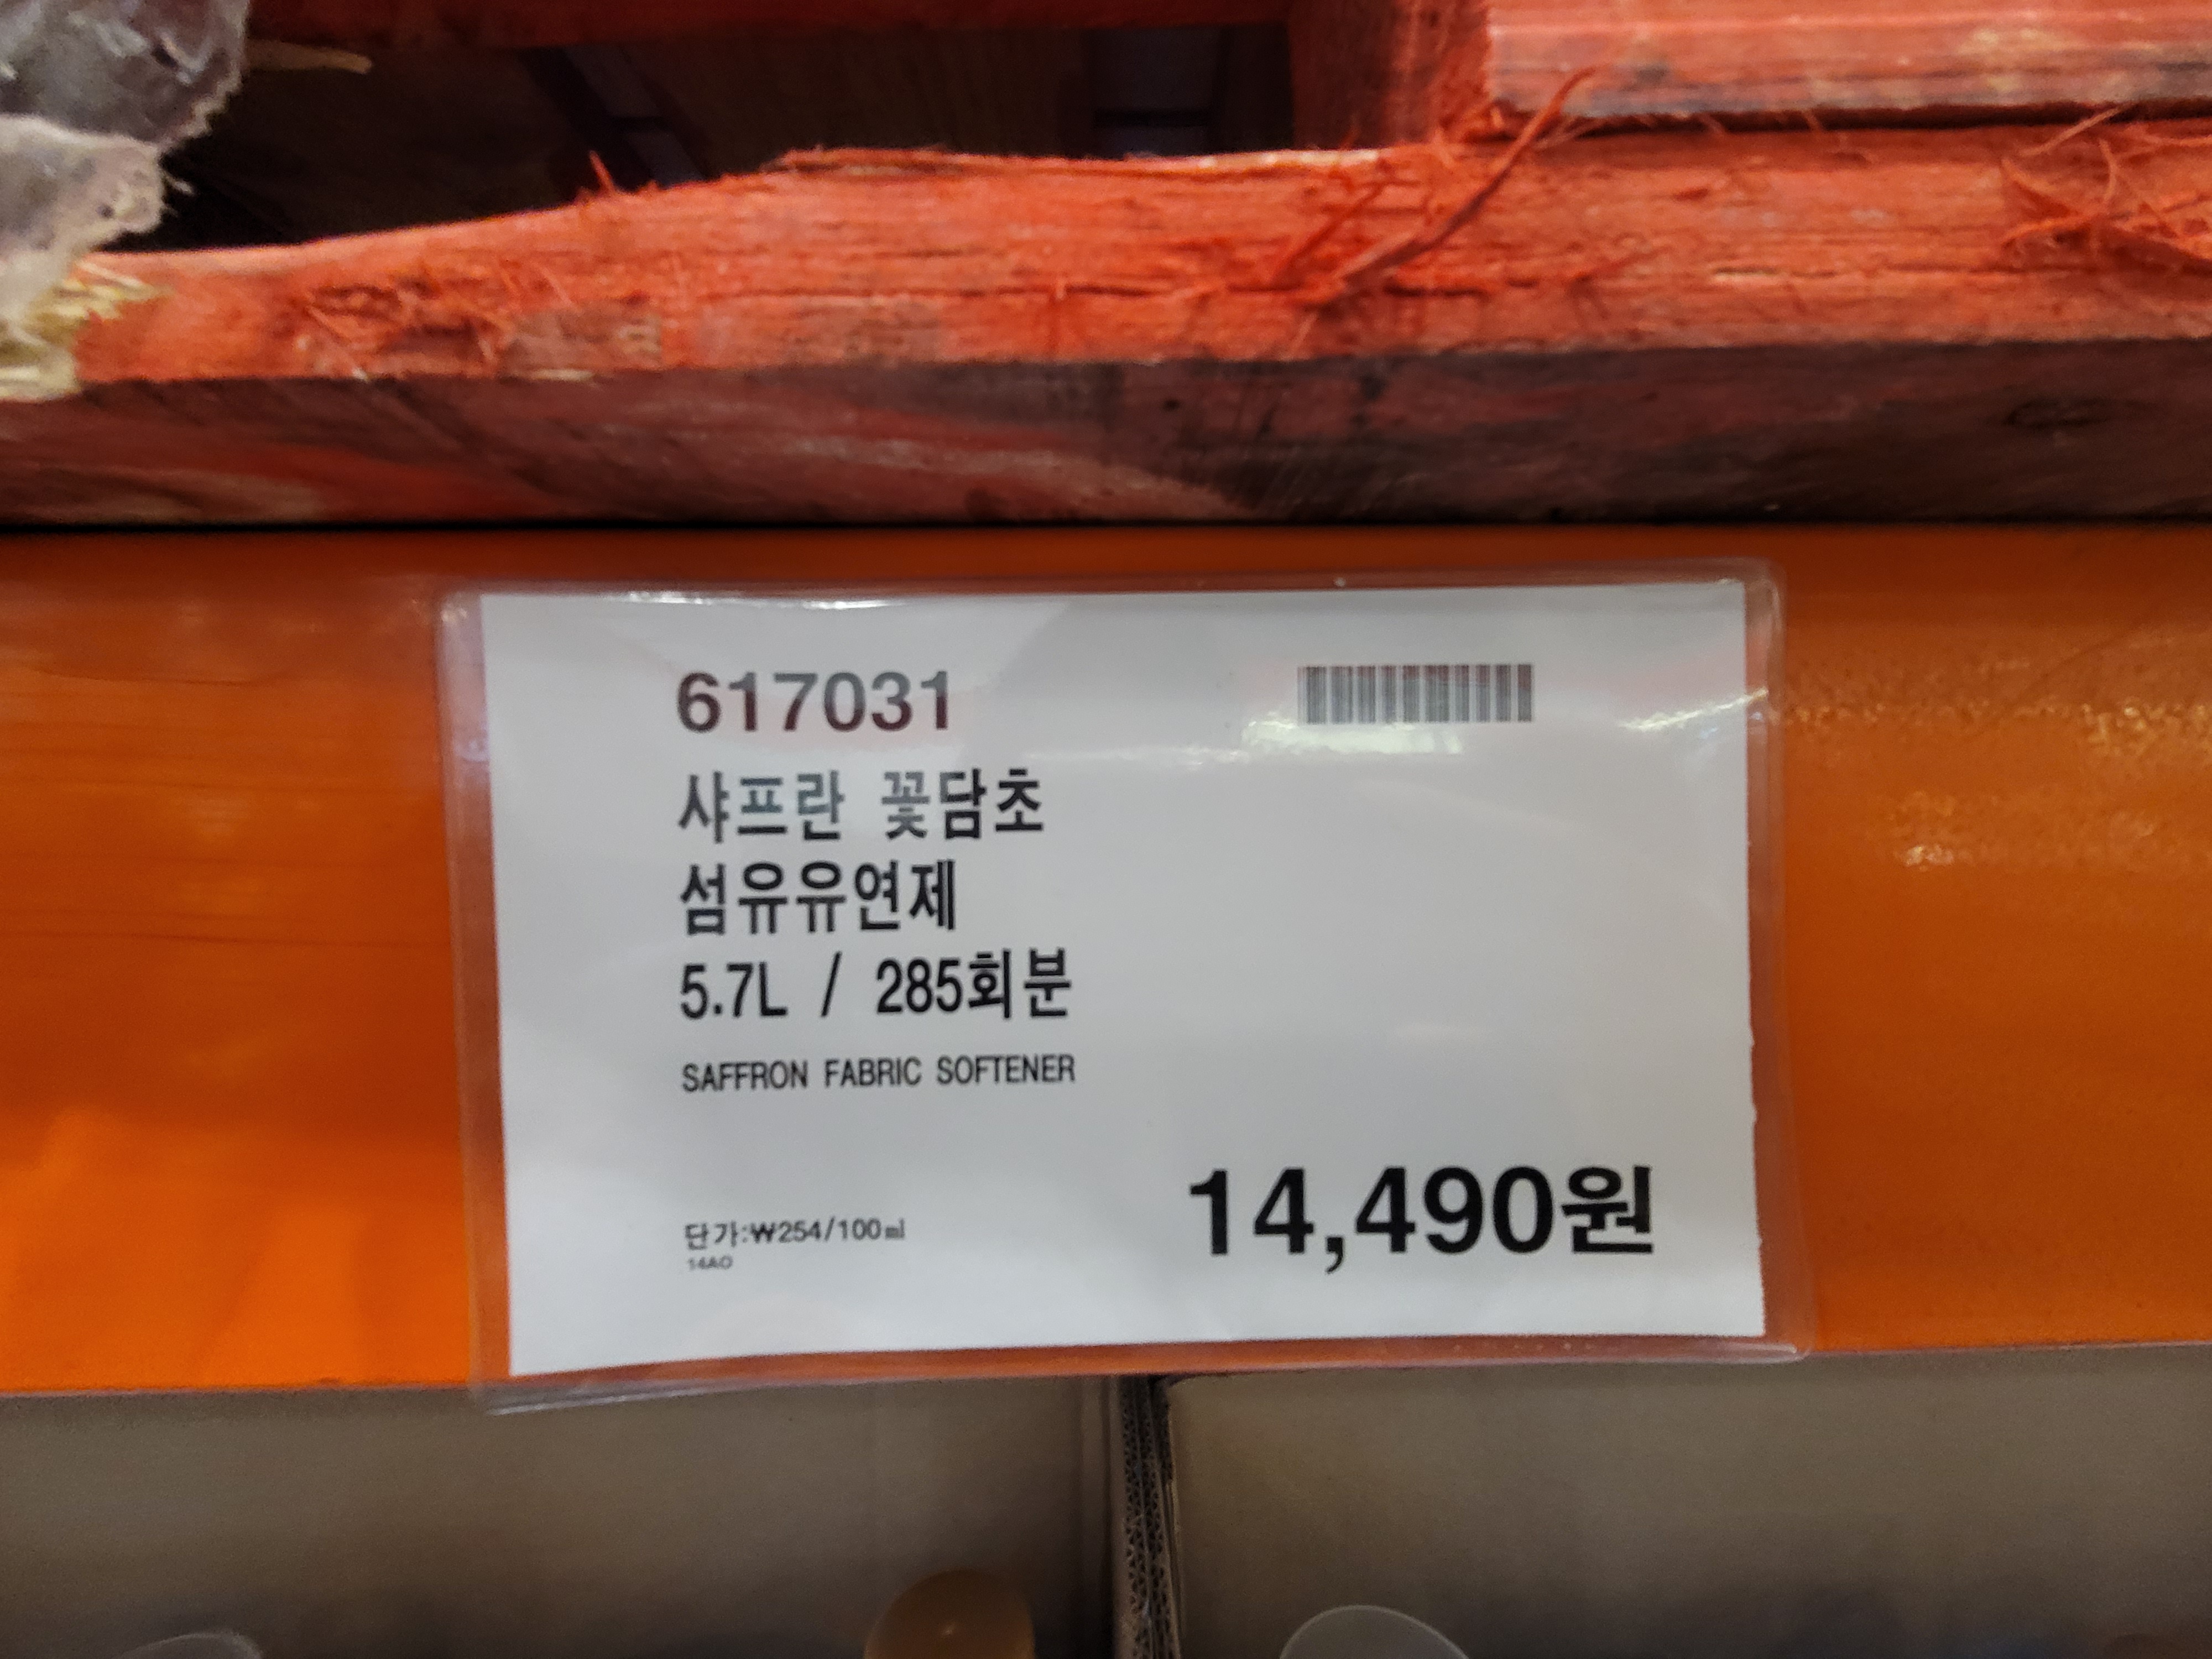 617031
샤프란 꽃담초
섬유유연제
5.7L / 285회분
SAFFRON FABRIC SOFTENER
14,490원
단가:₩254/100㎖
14AO